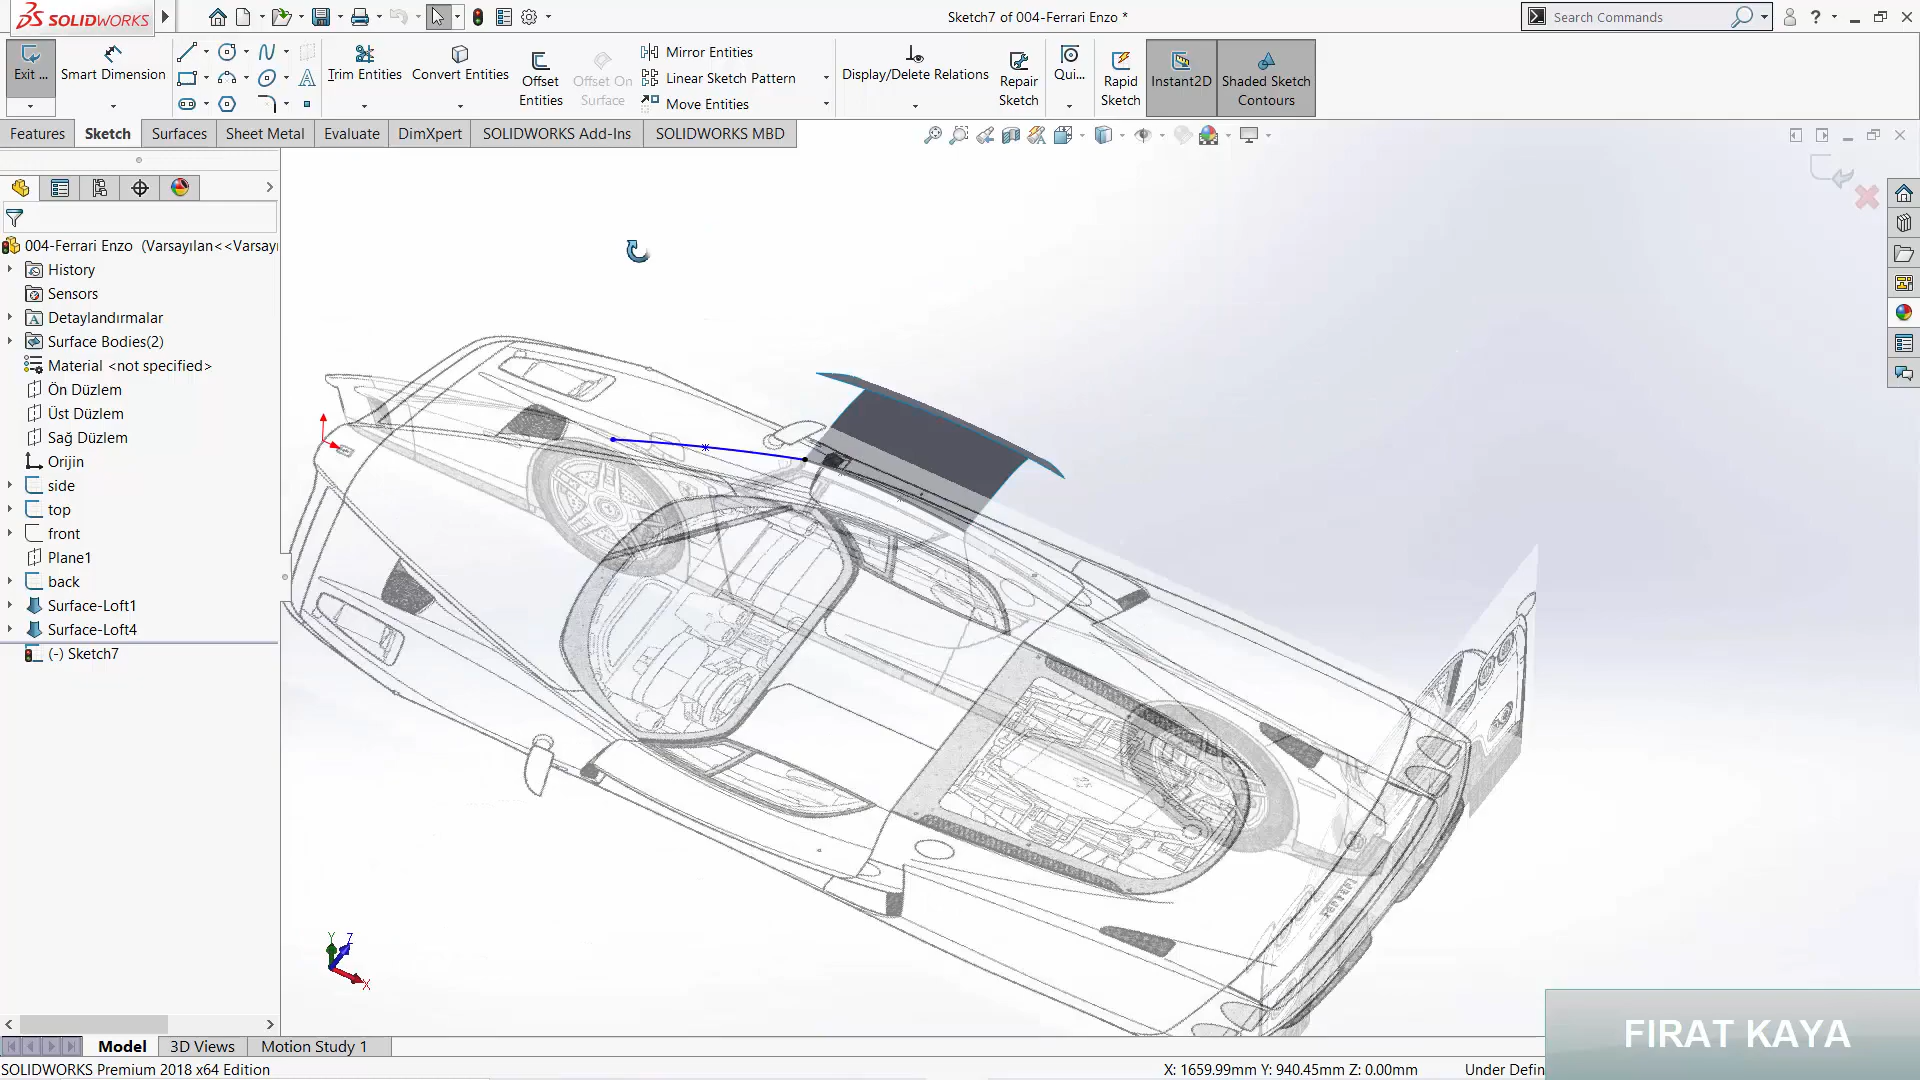 SOLIDWORKS
Sketch7 of 004-Ferrari Enzo *
Search Commands
Exit ...
Smart Dimension
Trim Entities
Convert Entities
Offset Entities
Offset On Surface
Mirror Entities
Linear Sketch Pattern
Move Entities
Display/Delete Relations
Repair Sketch
Qui...
Rapid Sketch
Instant2D
Shaded Sketch Contours
Features
Sketch
Surfaces
Sheet Metal
Evaluate
DimXpert
SOLIDWORKS Add-Ins
SOLIDWORKS MBD
004-Ferrari Enzo (Varsayılan<<Varsayı
History
Sensors
Detaylandırmalar
Surface Bodies(2)
Material <not specified>
Ön Düzlem
Üst Düzlem
Sağ Düzlem
Orijin
side
top
front
Plane1
back
Surface-Loft1
Surface-Loft4
(-) Sketch7
Y
Z
X
Ferrari
Model
3D Views
Motion Study 1
SOLIDWORKS Premium 2018 x64 Edition
X: 1659.99mm Y: 940.45mm Z: 0.00mm
Under Defin
FIRAT KAYA